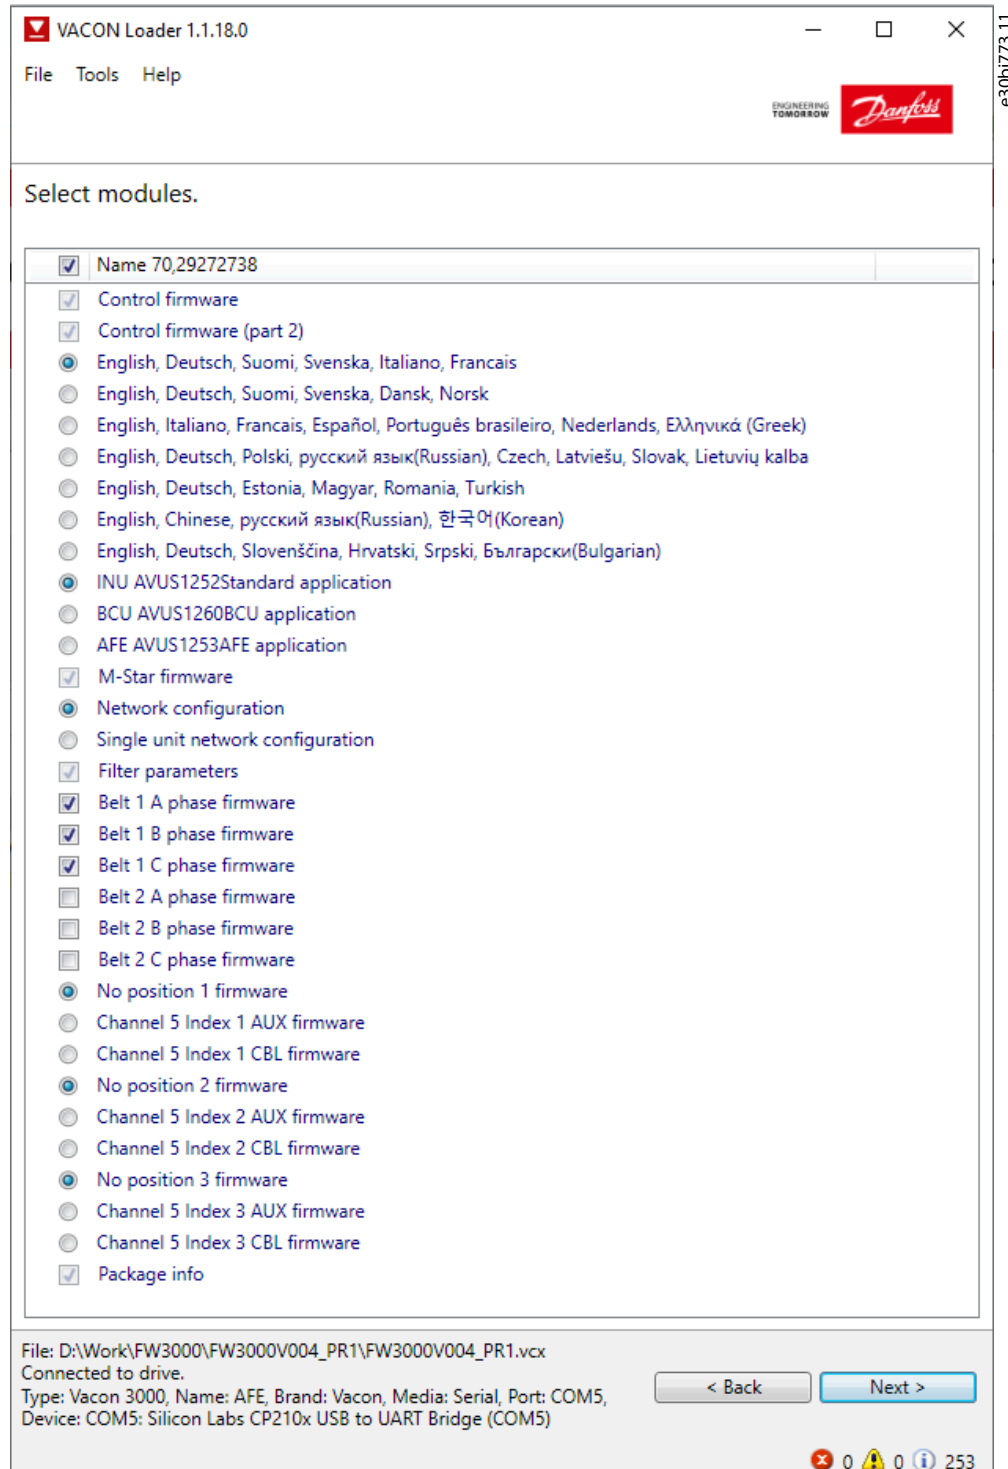 VACON Loader 1.1.18.0
e30bi773.11
File Tools Help
ENGINEERING
TOMORROW
Danfoss
Select modules.
Name 70,29272738
Control firmware
Control firmware (part 2)
English, Deutsch, Suomi, Svenska, Italiano, Francais
English, Deutsch, Suomi, Svenska, Dansk, Norsk
English, Italiano, Francais, Español, Português brasileiro, Nederlands, Ελληνικά (Greek)
English, Deutsch, Polski, русский язык(Russian), Czech, Latviešu, Slovak, Lietuvių kalba
English, Deutsch, Estonia, Magyar, Romania, Turkish
English, Chinese, русский язык(Russian), 한국어(Korean)
English, Deutsch, Slovenščina, Hrvatski, Srpski, Български(Bulgarian)
INU AVUS1252Standard application
BCU AVUS1260BCU application
AFE AVUS1253AFE application
M-Star firmware
Network configuration
Single unit network configuration
Filter parameters
Belt 1 A phase firmware
Belt 1 B phase firmware
Belt 1 C phase firmware
Belt 2 A phase firmware
Belt 2 B phase firmware
Belt 2 C phase firmware
No position 1 firmware
Channel 5 Index 1 AUX firmware
Channel 5 Index 1 CBL firmware
No position 2 firmware
Channel 5 Index 2 AUX firmware
Channel 5 Index 2 CBL firmware
No position 3 firmware
Channel 5 Index 3 AUX firmware
Channel 5 Index 3 CBL firmware
Package info
File: D:\Work\FW3000\FW3000V004_PR1\FW3000V004_PR1.vcx
Connected to drive.
Type: Vacon 3000, Name: AFE, Brand: Vacon, Media: Serial, Port: COM5,
Device: COM5: Silicon Labs CP210x USB to UART Bridge (COM5)
< Back Next >
0 0 253